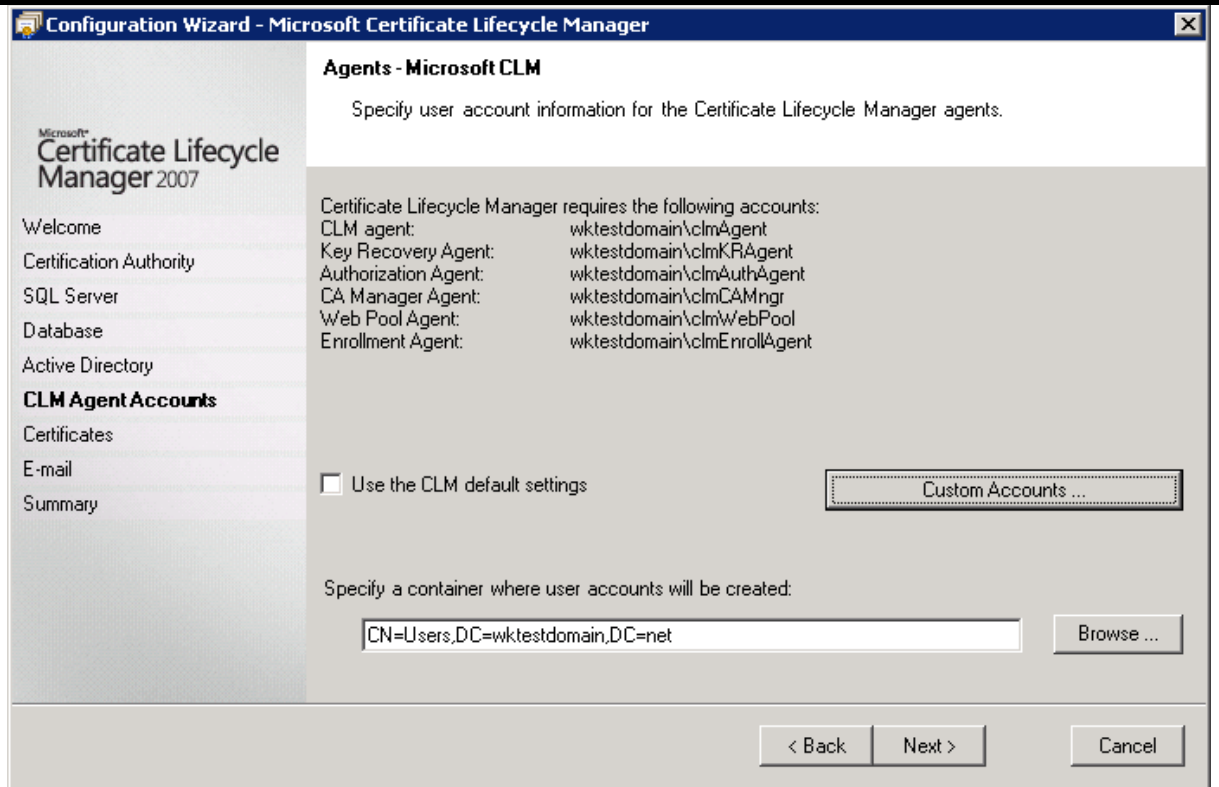 Configuration Wizard - Microsoft Certificate Lifecycle Manager
Agents - Microsoft CLM
Specify user account information for the Certificate Lifecycle Manager agents.
Microsoft®
Certificate Lifecycle
Manager 2007
Welcome
Certification Authority
SQL Server
Database
Active Directory
CLM Agent Accounts
Certificates
E-mail
Summary
Certificate Lifecycle Manager requires the following accounts:
CLM agent: wktestdomain\clmAgent
Key Recovery Agent: wktestdomain\clmKRAgent
Authorization Agent: wktestdomain\clmAuthAgent
CA Manager Agent: wktestdomain\clmCAMngr
Web Pool Agent: wktestdomain\clmWebPool
Enrollment Agent: wktestdomain\clmEnrollAgent
Use the CLM default settings
Custom Accounts ...
Specify a container where user accounts will be created:
CN=Users,DC=wktestdomain,DC=net
Browse ...
< Back
Next >
Cancel